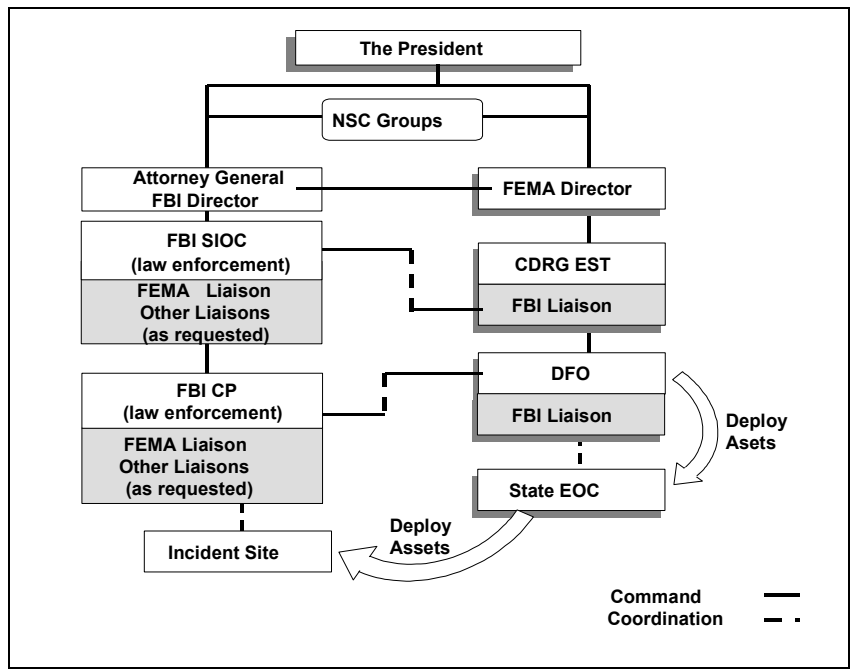 The President
NSC Groups
Attorney General
FBI Director
FEMA Director
FBI SIOC
(law enforcement)
FEMA Liaison
Other Liaisons
(as requested)
CDRG EST
FBI Liaison
FBI CP
(law enforcement)
FEMA Liaison
Other Liaisons
(as requested)
DFO
FBI Liaison
Deploy
Asets
State EOC
Deploy
Assets
Incident Site
Command
Coordination